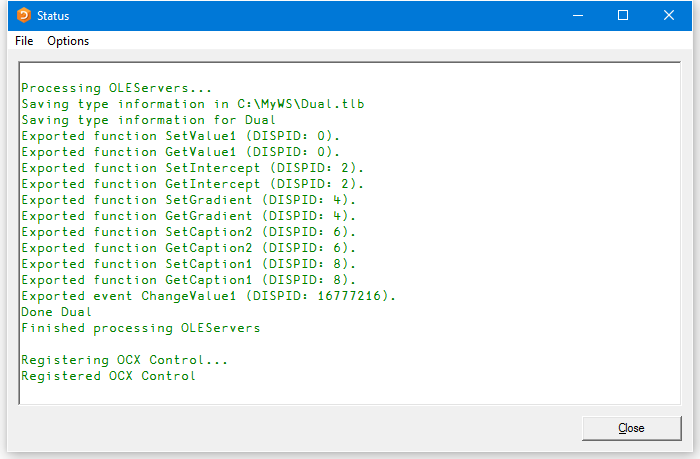 Status
File Options
Processing OLEServers...
Saving type information in C:\MyWS\Dual.tlb
Saving type information for Dual
Exported function SetValue1 (DISPID: 0).
Exported function GetValue1 (DISPID: 0).
Exported function SetIntercept (DISPID: 2).
Exported function GetIntercept (DISPID: 2).
Exported function SetGradient (DISPID: 4).
Exported function GetGradient (DISPID: 4).
Exported function SetCaption2 (DISPID: 6).
Exported function GetCaption2 (DISPID: 6).
Exported function SetCaption1 (DISPID: 8).
Exported function GetCaption1 (DISPID: 8).
Exported event ChangeValue1 (DISPID: 16777216).
Done Dual
Finished processing OLEServers
Registering OCX Control...
Registered OCX Control
Close